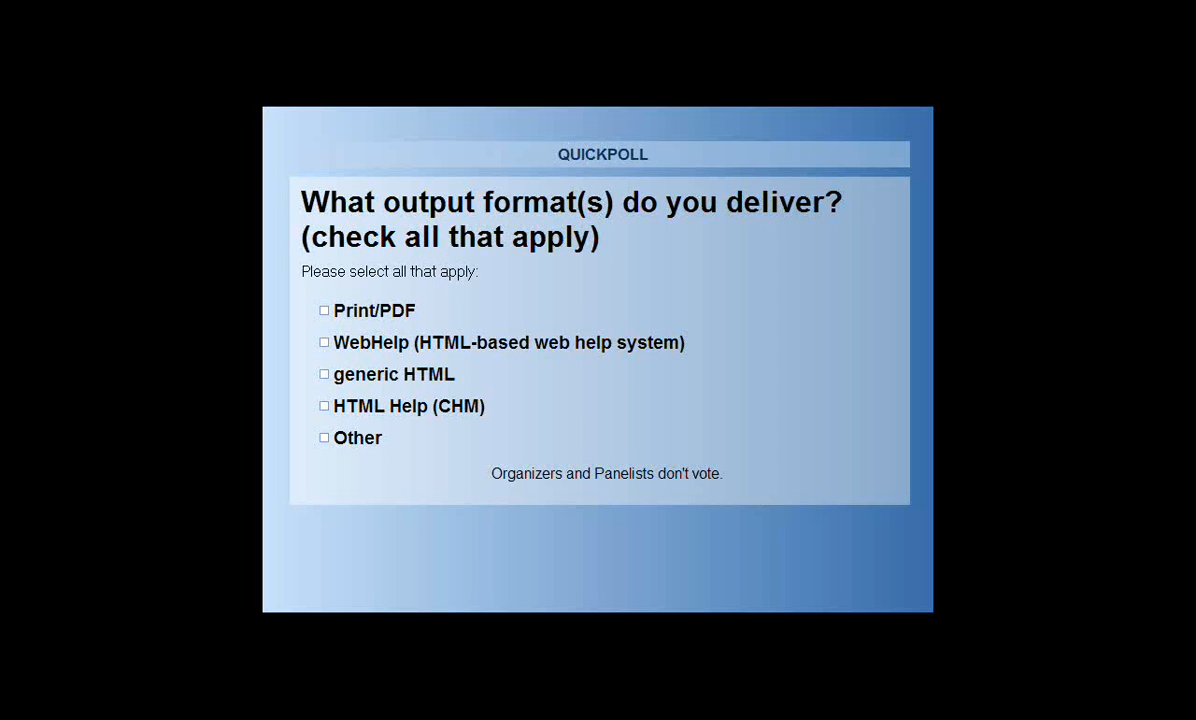 QUICKPOLL
What output format(s) do you deliver?
(check all that apply)
Please select all that apply:
Print/PDF
WebHelp (HTML-based web help system)
generic HTML
HTML Help (CHM)
Other
Organizers and Panelists don't vote.